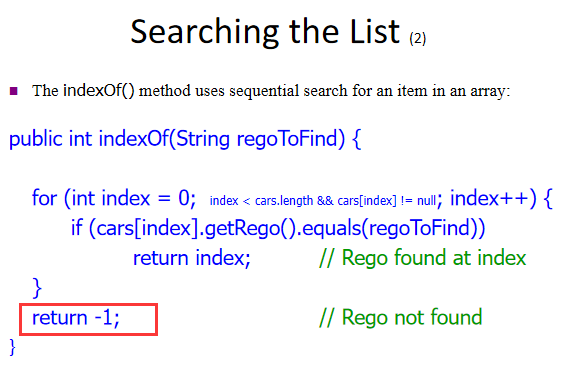 Searching the List (2)
The indexOf() method uses sequential search for an item in an array:
public int indexOf(String regoToFind) {
for (int index = 0; index < cars.length && cars[index] != null; index++) {
if (cars[index].getRego().equals(regoToFind))
return index; // Rego found at index
}
return -1; // Rego not found
}